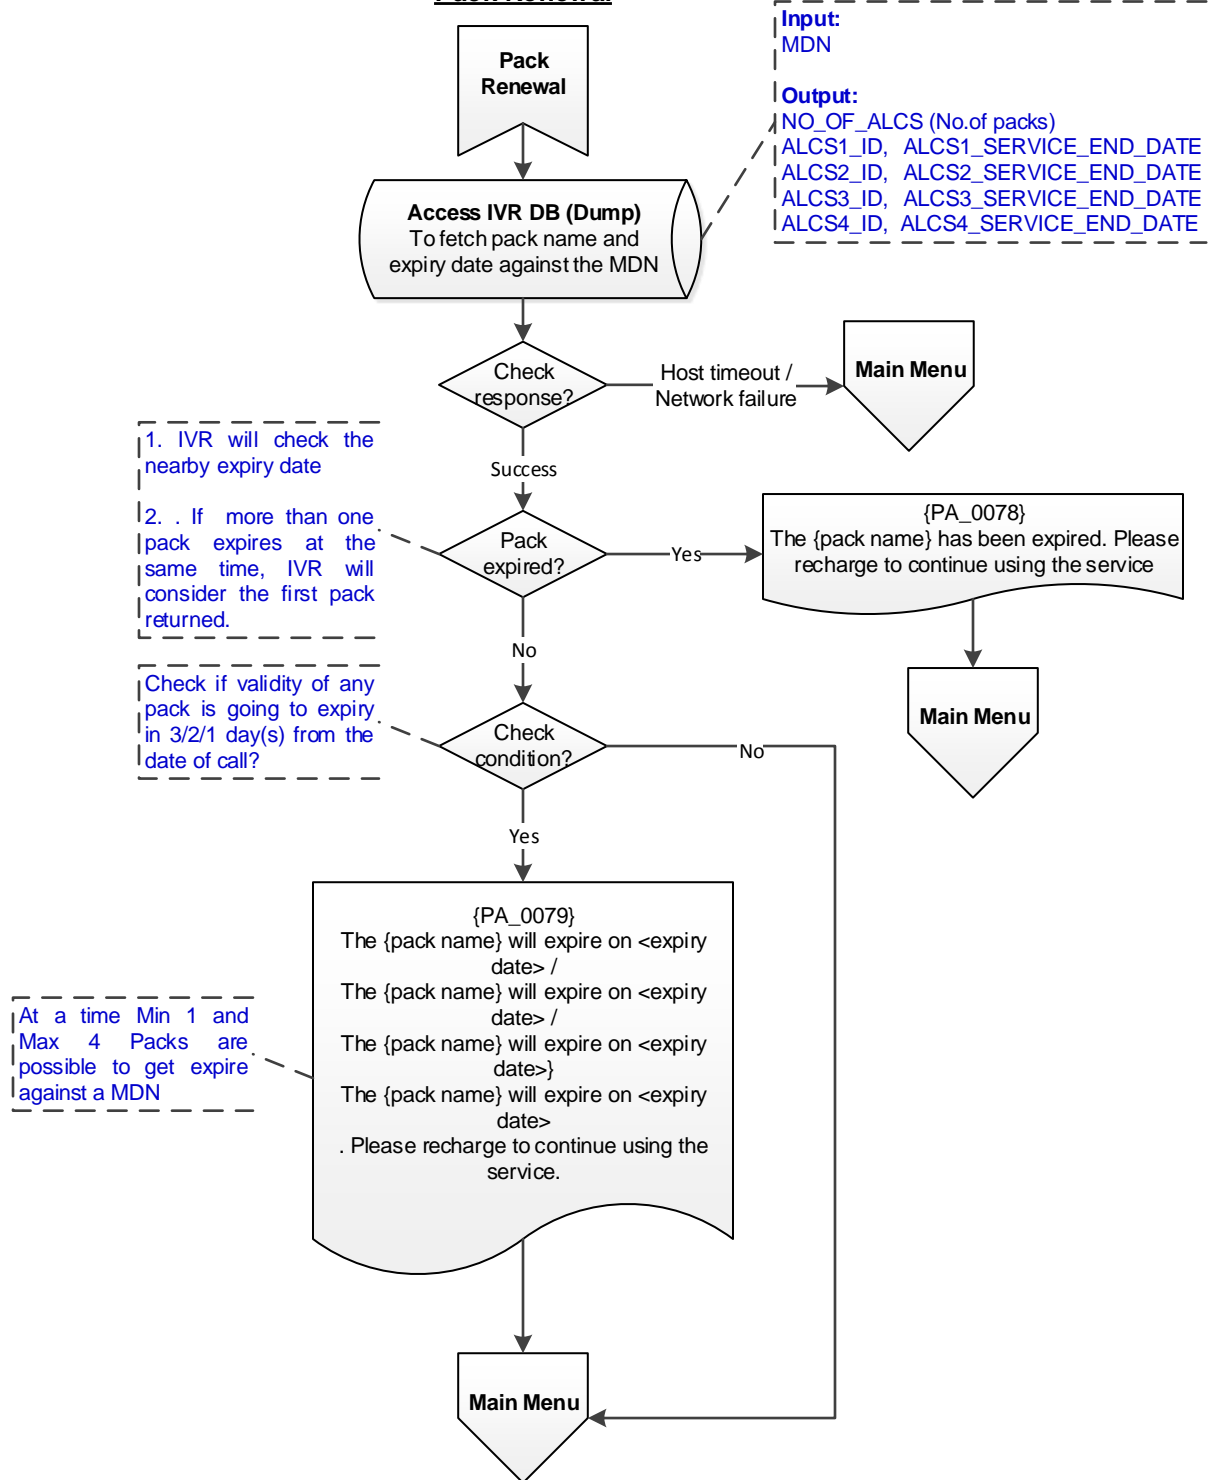 Pack Renewal
Input:
MDN
Output:
NO_OF_ALCS (No.of packs)
ALCS1_ID, ALCS1_SERVICE_END_DATE
ALCS2_ID, ALCS2_SERVICE_END_DATE
ALCS3_ID, ALCS3_SERVICE_END_DATE
ALCS4_ID, ALCS4_SERVICE_END_DATE
Pack
Renewal
Access IVR DB (Dump)
To fetch pack name and
expiry date against the MDN
Check
response?
Host timeout /
Network failure
Main Menu
Success
1. IVR will check the
nearby expiry date
2. . If more than one
pack expires at the
same time, IVR will
consider the first pack
returned.
Pack
expired?
Yes
{PA_0078}
The {pack name} has been expired. Please
recharge to continue using the service
Main Menu
No
Check if validity of any
pack is going to expiry
in 3/2/1 day(s) from the
date of call?
Check
condition?
No
Yes
{PA_0079}
The {pack name} will expire on <expiry
date> /
The {pack name} will expire on <expiry
date> /
The {pack name} will expire on <expiry
date>}
The {pack name} will expire on <expiry
date>
. Please recharge to continue using the
service.
At a time Min 1 and
Max 4 Packs are
possible to get expire
against a MDN
Main Menu